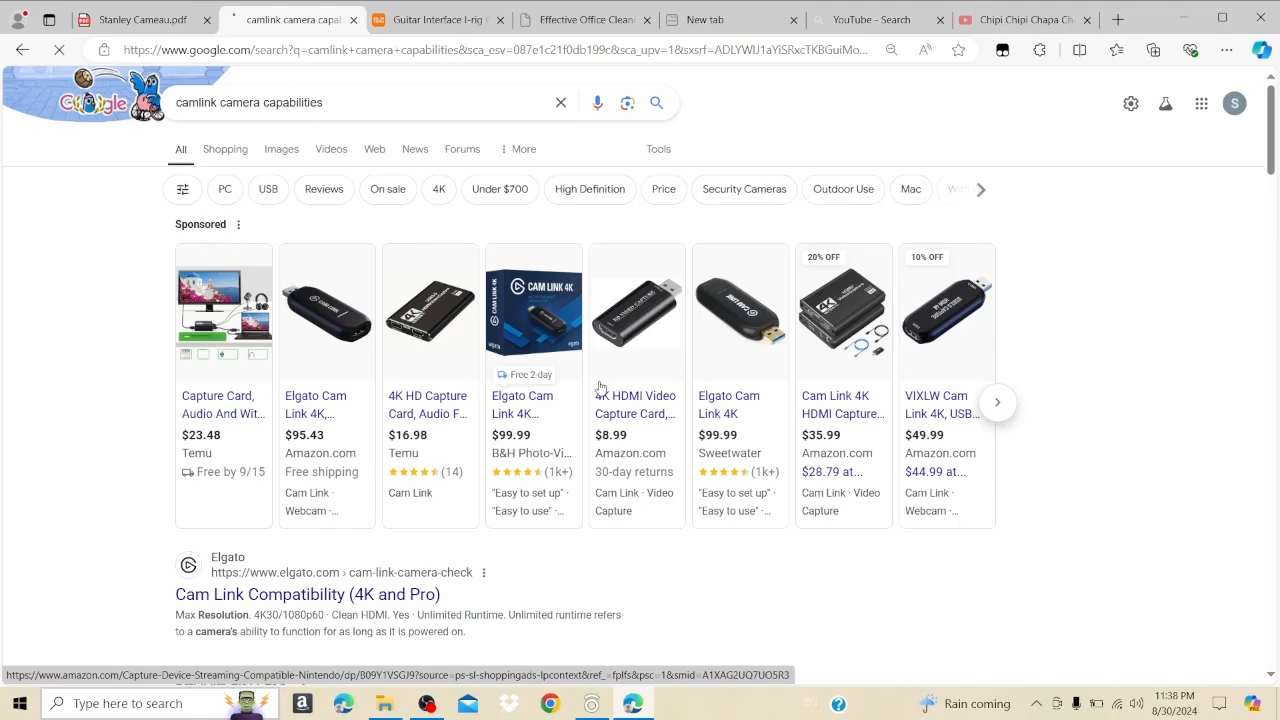 Starting an office cl
camlink camera capabi
Guitar Interface I-rig
Effective Office Cleani
New tab
YouTube - Search
Chipi Chipi Chapa Ch
https://www.google.com/search?q=camlink+camera+capabilities&sca_esv=087e1c21f0db199c&sca_upv=1&sxsrf=ADLYWIJ1aYiSRxcTKBGuiMo...
Google
camlink camera capabilities
S
All
Shopping
Images
Videos
Web
News
Forums
More
Tools
PC
USB
Reviews
On sale
4K
Under $700
High Definition
Price
Security Cameras
Outdoor Use
Mac
Sponsored
20% OFF
10% OFF
CAM LINK 4K
Free 2-day
Capture Card,
Audio And Wit...
$23.48
Temu
Free by 9/15
Elgato Cam
Link 4K,...
$95.43
Amazon.com
Free shipping
Cam Link ·
Webcam ·...
4K HD Capture
Card, Audio F...
$16.98
Temu
(14)
Cam Link
Elgato Cam
Link 4K...
$99.99
B&H Photo-Vi...
(1k+)
"Easy to set up" ·
"Easy to use" ·...
4K HDMI Video
Capture Card,...
$8.99
Amazon.com
30-day returns
Cam Link · Video
Capture
Elgato Cam
Link 4K
$99.99
Sweetwater
(1k+)
"Easy to set up" ·
"Easy to use" ·...
Cam Link 4K
HDMI Capture...
$35.99
Amazon.com
$28.79 at...
Cam Link · Video
Capture
VIXLW Cam
Link 4K, USB...
$49.99
Amazon.com
$44.99 at...
Cam Link ·
Webcam ·...
Elgato
https://www.elgato.com › cam-link-camera-check
Cam Link Compatibility (4K and Pro)
Max Resolution. 4K30/1080p60 · Clean HDMI. Yes · Unlimited Runtime. Unlimited runtime refers
to a camera's ability to function for as long as it is powered on.
https://www.amazon.com/Capture-Device-Streaming-Compatible-Nintendo/dp/B09Y1VSGJ9?source=ps-sl-shoppingads-lpcontext&ref_=fplfs&psc=1&smid=A1XAG2UQ7UO5R3
Type here to search
Rain coming
11:38 PM
8/30/2024